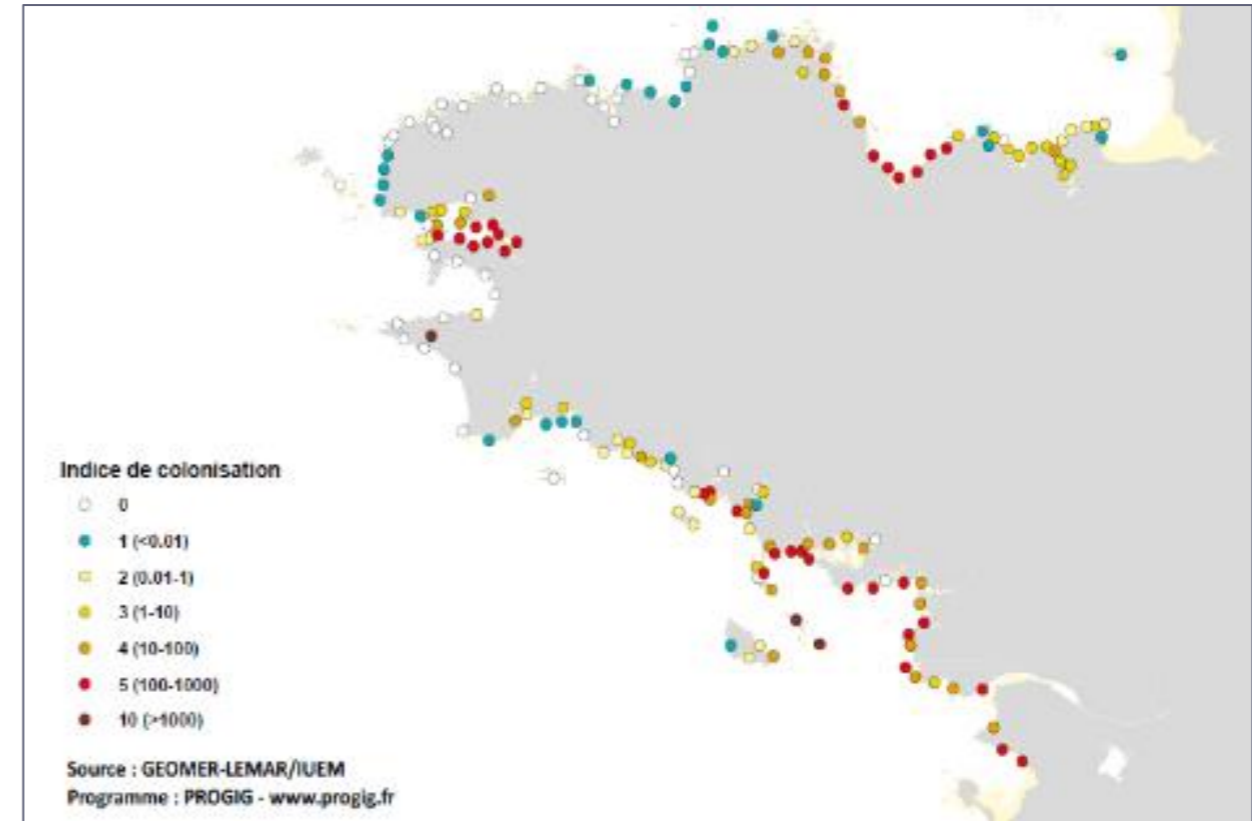 Indice de colonisation
0
1 (<0.01)
2 (0.01-1)
3 (1-10)
4 (10-100)
5 (100-1000)
10 (>1000)
Source : GEOMER-LEMAR/IUEM
Programme : PROGIG - www.progig.fr